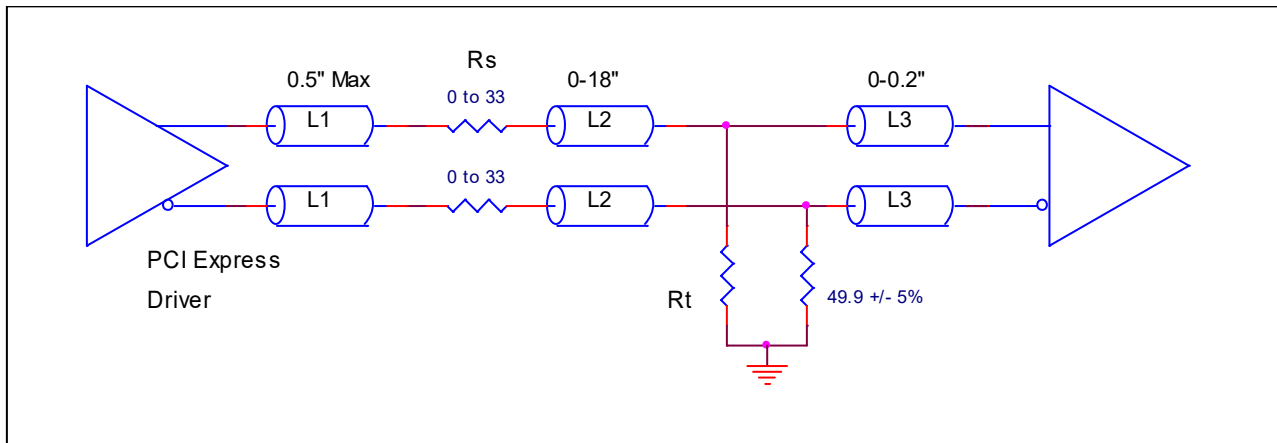 Rs
0.5" Max
0-18"
0-0.2"
0 to 33
L1
L2
L3
0 to 33
L1
L2
L3
PCI Express
Driver
Rt
49.9 +/- 5%